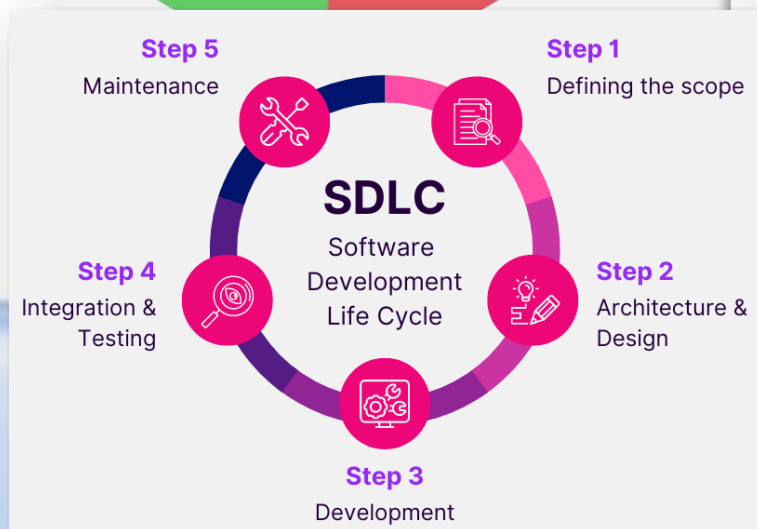 SDLC
Software
Development
Life Cycle
Step 1
Defining the scope
Step 2
Architecture &
Design
Step 3
Development
Step 4
Integration &
Testing
Step 5
Maintenance